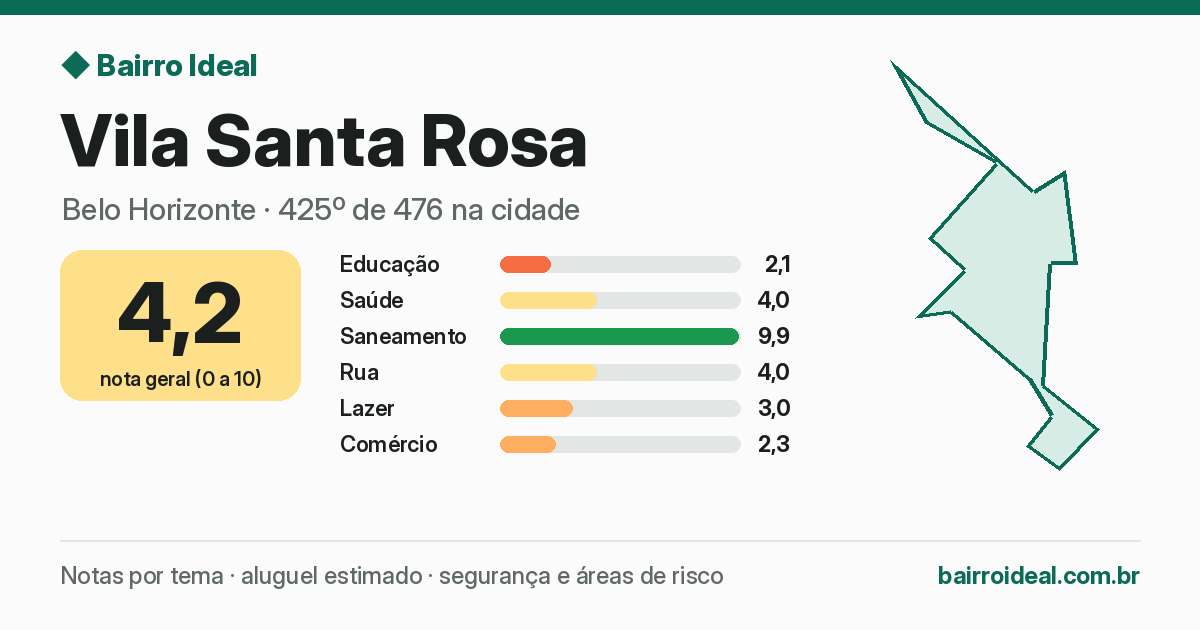 Bairro Ideal
Vila Santa Rosa
Belo Horizonte · 425º de 476 na cidade
4,2
nota geral (0 a 10)
Educação 2,1
Saúde 4,0
Saneamento 9,9
Rua 4,0
Lazer 3,0
Comércio 2,3
Notas por tema · aluguel estimado · segurança e áreas de risco
bairroideal.com.br